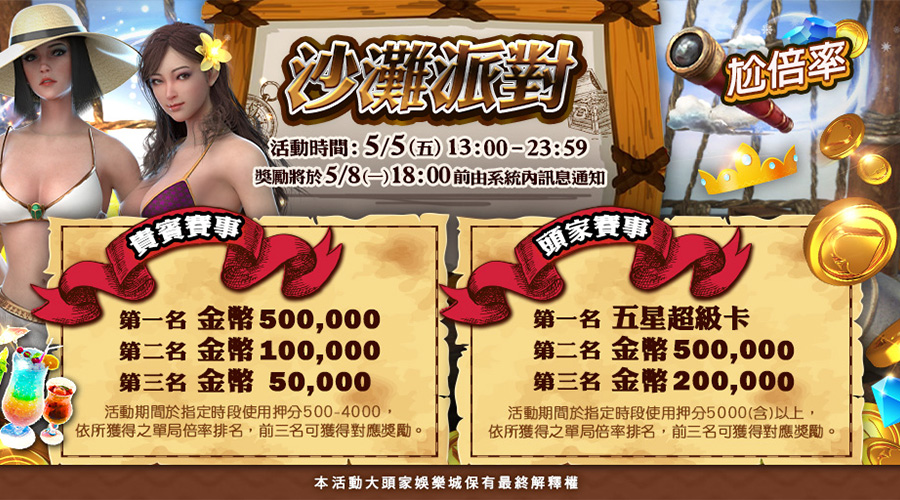 沙灘派對
尬倍率
活動時間：5/5(五) 13:00-23:59
獎勵將於5/8(一)18:00前由系統內訊息通知
貴賓賽事
第一名 金幣 500,000
第二名 金幣 100,000
第三名 金幣 50,000
活動期間於指定時段使用押分500-4000，
依所獲得之單局倍率排名，前三名可獲得對應獎勵。
頭家賽事
第一名 五星超級卡
第二名 金幣 500,000
第三名 金幣 200,000
活動期間於指定時段使用押分5000(含)以上，
依所獲得之單局倍率排名，前三名可獲得對應獎勵。
本活動大頭家娛樂城保有最終解釋權